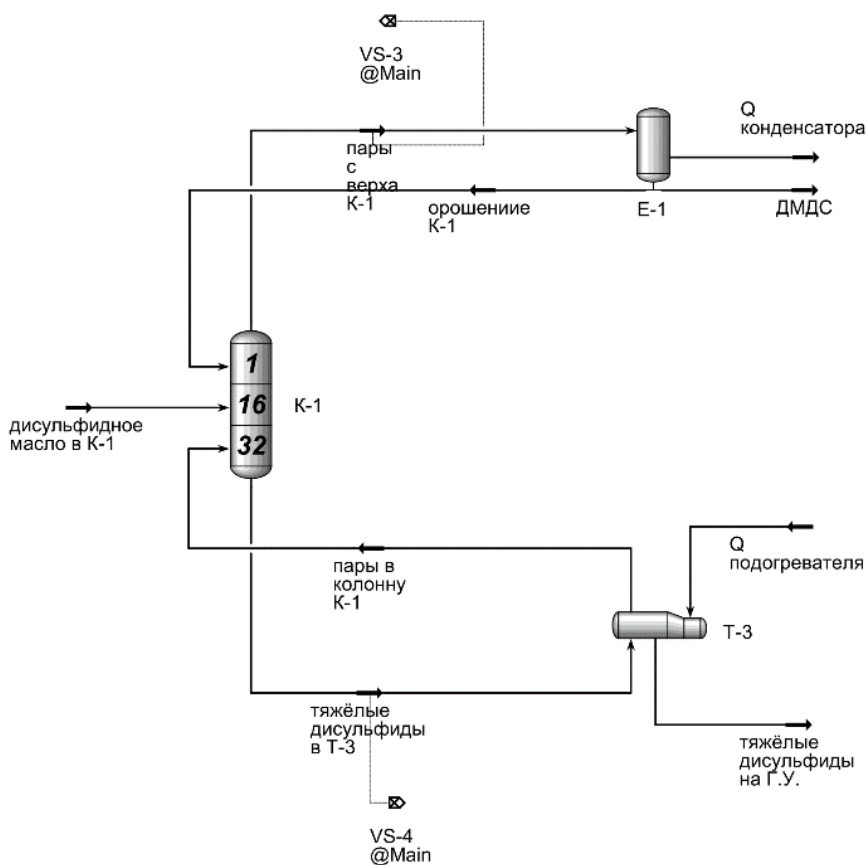 VS-3
@Main
Q
конденсатора
пары
с
верха
К-1
орошениие
К-1
Е-1
ДМДС
1
16
32
К-1
дисульфидное
масло в К-1
Q
подогревателя
пары в
колонну
К-1
Т-3
тяжёлые
дисульфиды
в Т-3
тяжёлые
дисульфиды
на Г.У.
VS-4
@Main